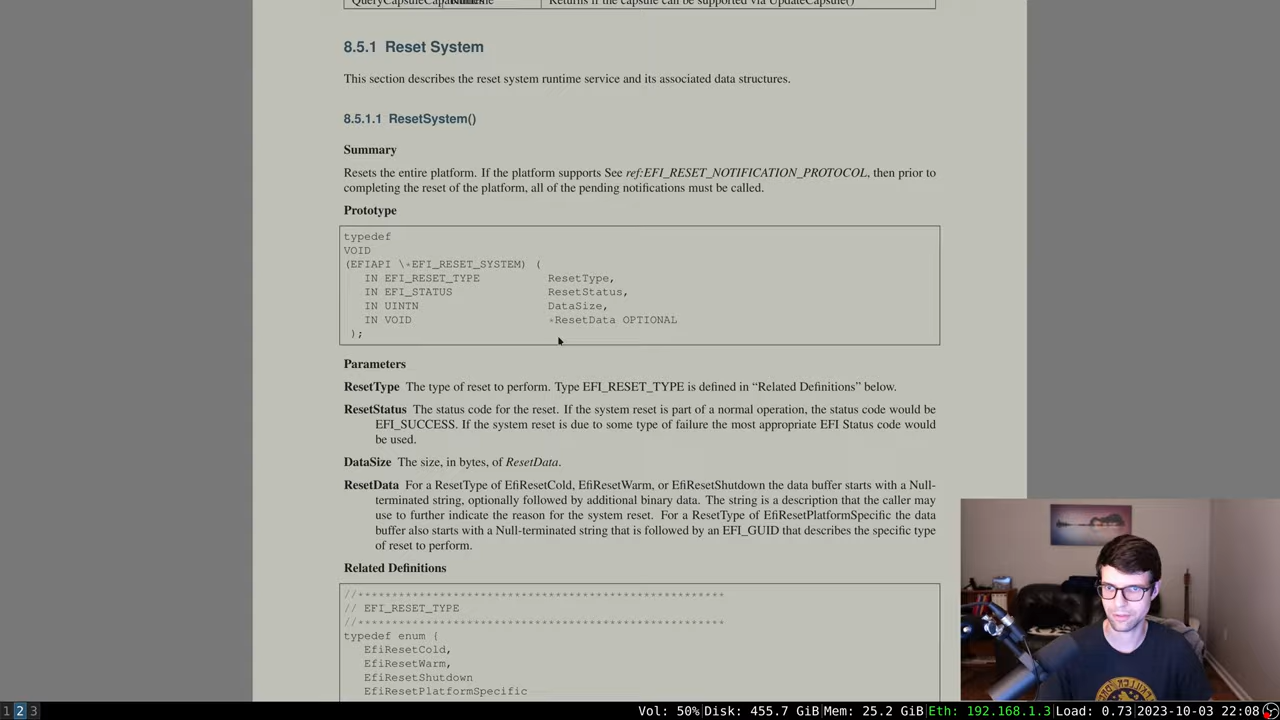 Returns if the capsule can be supported via UpdateCapsule()
8.5.1 Reset System
This section describes the reset system runtime service and its associated data structures.
8.5.1.1 ResetSystem()
Summary
Resets the entire platform. If the platform supports See ref:EFI_RESET_NOTIFICATION_PROTOCOL, then prior to
completing the reset of the platform, all of the pending notifications must be called.
Prototype
typedef
VOID
(EFIAPI \*EFI_RESET_SYSTEM) (
IN EFI_RESET_TYPE ResetType,
IN EFI_STATUS ResetStatus,
IN UINTN DataSize,
IN VOID *ResetData OPTIONAL
);
Parameters
ResetType The type of reset to perform. Type EFI_RESET_TYPE is defined in “Related Definitions” below.
ResetStatus The status code for the reset. If the system reset is part of a normal operation, the status code would be
EFI_SUCCESS. If the system reset is due to some type of failure the most appropriate EFI Status code would
be used.
DataSize The size, in bytes, of ResetData.
ResetData For a ResetType of EfiResetCold, EfiResetWarm, or EfiResetShutdown the data buffer starts with a Null-
terminated string, optionally followed by additional binary data. The string is a description that the caller may
use to further indicate the reason for the system reset. For a ResetType of EfiResetPlatformSpecific the data
buffer also starts with a Null-terminated string that is followed by an EFI_GUID that describes the specific type
of reset to perform.
Related Definitions
//*******************************************************
// EFI_RESET_TYPE
//*******************************************************
typedef enum {
EfiResetCold,
EfiResetWarm,
EfiResetShutdown
EfiResetPlatformSpecific
1 2 3 Vol: 50% Disk: 455.7 GiB Mem: 25.2 GiB Eth: 192.168.1.3 Load: 0.73 2023-10-03 22:08